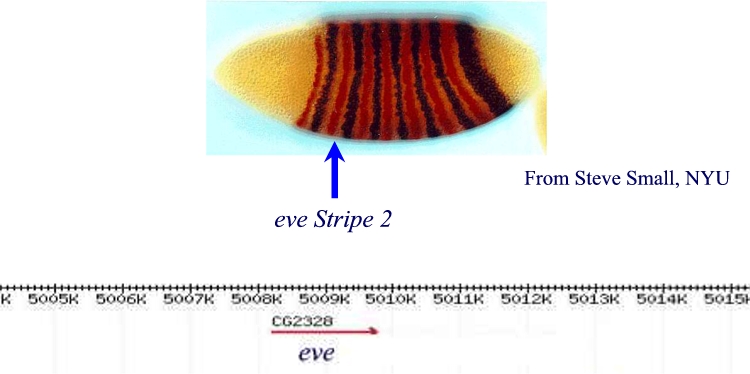 From Steve Small, NYU
eve Stripe 2
K 5005K 5006K 5007K 5008K 5009K 5010K 5011K 5012K 5013K 5014K 5015K
CG2328
eve